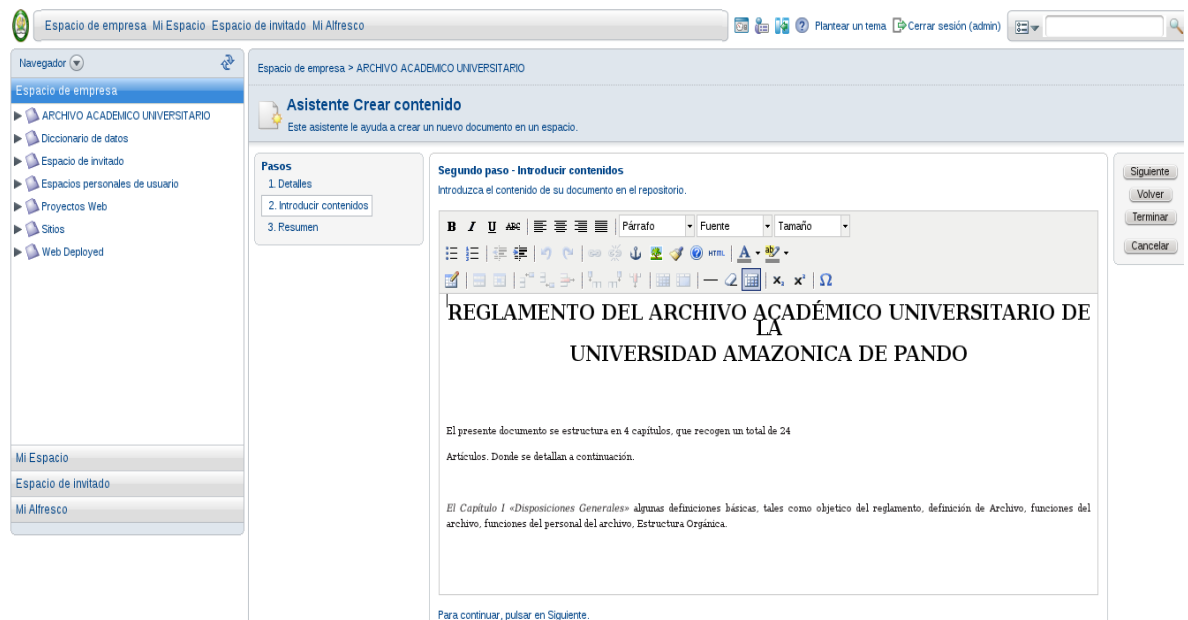 Espacio de empresa Mi Espacio Espacio de invitado Mi Alfresco
Plantear un tema Cerrar sesión (admin)
Navegador
Espacio de empresa
ARCHIVO ACADEMICO UNIVERSITARIO
Diccionario de datos
Espacio de invitado
Espacios personales de usuario
Proyectos Web
Sitios
Web Deployed
Mi Espacio
Espacio de invitado
Mi Alfresco
Espacio de empresa > ARCHIVO ACADEMICO UNIVERSITARIO
Asistente Crear contenido
Este asistente le ayuda a crear un nuevo documento en un espacio.
Pasos
1. Detalles
2. Introducir contenidos
3. Resumen
Segundo paso - Introducir contenidos
Introduzca el contenido de su documento en el repositorio.
B I U ABC Párrafo Fuente Tamaño
HTML A ab
x₂ x² Ω
REGLAMENTO DEL ARCHIVO ACADÉMICO UNIVERSITARIO DE
LA
UNIVERSIDAD AMAZONICA DE PANDO
El presente documento se estructura en 4 capítulos, que recogen un total de 24
Artículos. Donde se detallan a continuación.
El Capítulo I «Disposiciones Generales» algunas definiciones básicas, tales como objetico del reglamento, definición de Archivo, funciones del
archivo, funciones del personal del archivo, Estructura Orgánica.
Para continuar, pulsar en Siguiente.
Siguiente
Volver
Terminar
Cancelar